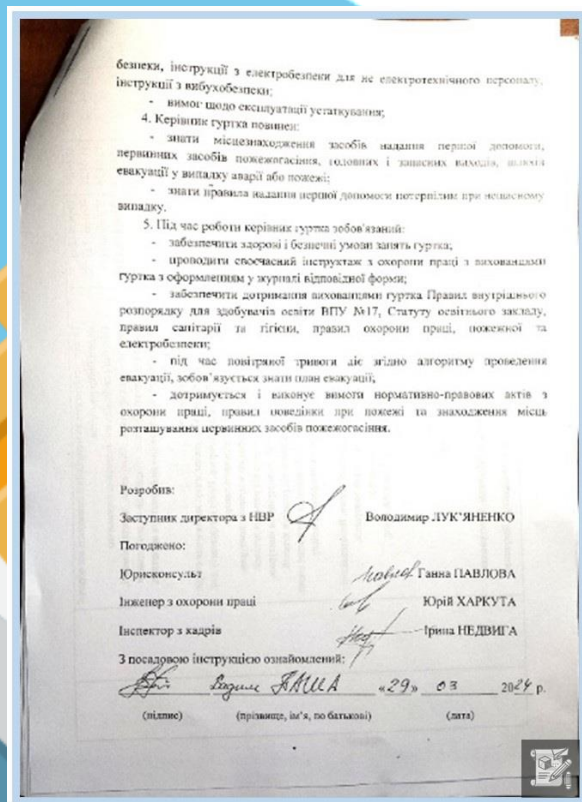 безпеки, інструкції з електробезпеки для не електротехнічного персоналу,
інструкції з вибухобезпеки;
- вимог щодо експлуатації устаткування;
4. Керівник гуртка повинен:
- знати місцезнаходження засобів надання першої допомоги,
первинних засобів пожежогасіння, головних і запасних виходів, шляхів
евакуації у випадку аварії або пожежі;
- знати правила надання першої допомоги потерпілим при нещасному
випадку.
5. Під час роботи керівник гуртка зобов'язаний:
- забезпечити здорові і безпечні умови занять гуртка;
- проводити своєчасний інструктаж з охорони праці з вихованцями
гуртка з оформленням у журналі відповідної форми;
- забезпечити дотримання вихованцями гуртка Правил внутрішнього
розпорядку для здобувачів освіти ВПУ №17, Статуту освітнього закладу,
правил санітарії та гігієни, правил охорони праці, пожежної та
електробезпеки;
- під час повітряної тривоги діє згідно алгоритму проведення
евакуації, зобов'язується знати план евакуації;
- дотримується і виконує вимоги нормативно-правових актів з
охорони праці, правил поведінки при пожежі та знаходження місць
розташування первинних засобів пожежогасіння.
Розробив:
Заступник директора з НВР Володимир ЛУК'ЯНЕНКО
Погоджено:
Юрисконсульт Ганна ПАВЛОВА
Інженер з охорони праці Юрій ХАРКУТА
Інспектор з кадрів Ірина НЕДВИГА
З посадовою інструкцією ознайомлений:
Вадим ПАША «29» 03 2024 р.
(підпис) (прізвище, ім'я, по батькові) (дата)